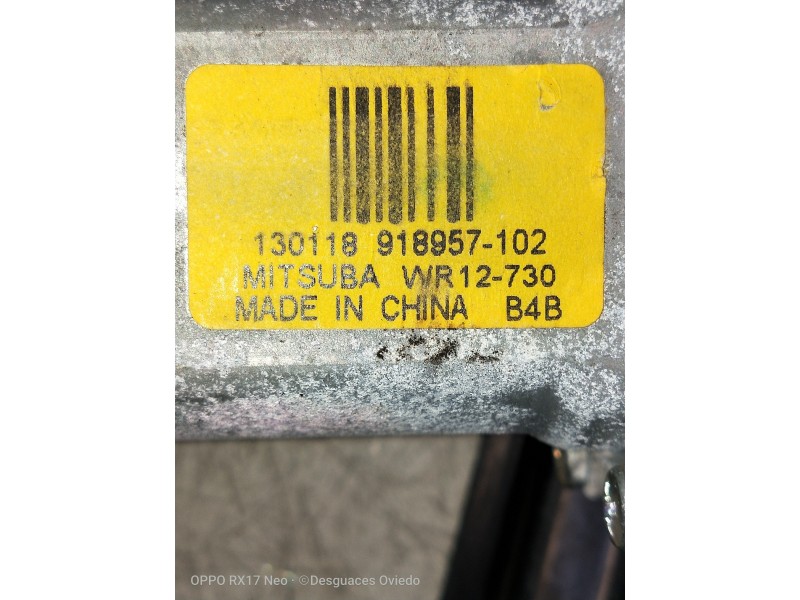 130118 918957-102
MITSUBA WR12-730
MADE IN CHINA B4B
OPPO RX17 Neo · ©Desguaces Oviedo